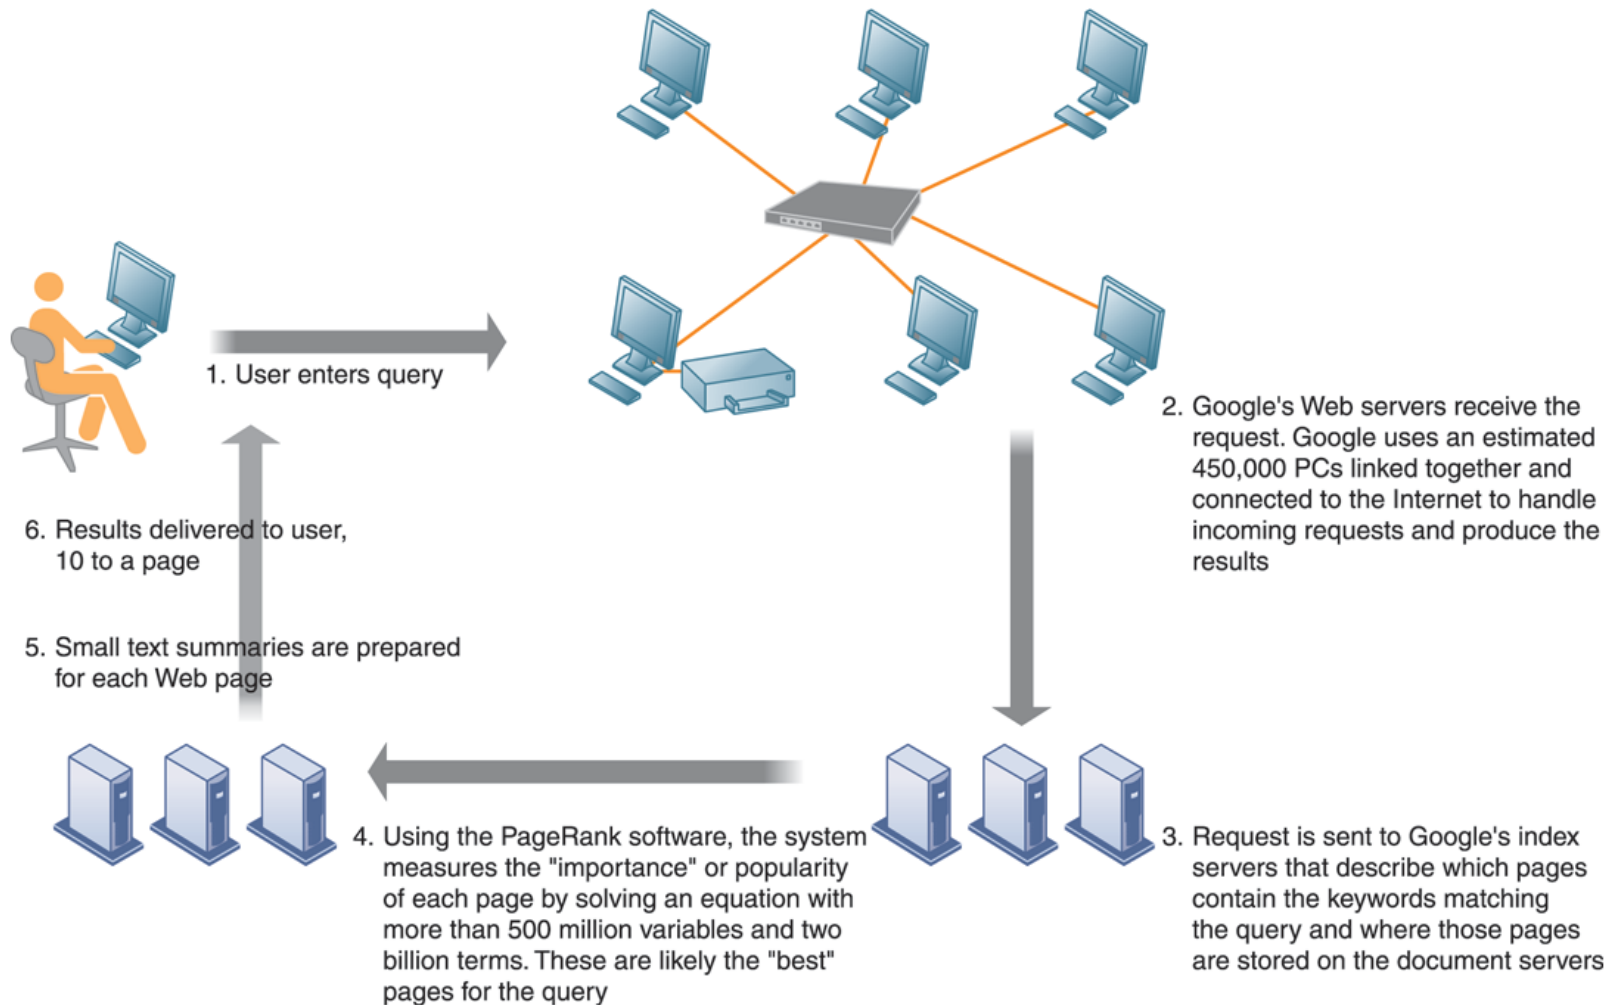 1. User enters query
2. Google's Web servers receive the
request. Google uses an estimated
450,000 PCs linked together and
connected to the Internet to handle
incoming requests and produce the
results
3. Request is sent to Google's index
servers that describe which pages
contain the keywords matching
the query and where those pages
are stored on the document servers
4. Using the PageRank software, the system
measures the "importance" or popularity
of each page by solving an equation with
more than 500 million variables and two
billion terms. These are likely the "best"
pages for the query
5. Small text summaries are prepared
for each Web page
6. Results delivered to user,
10 to a page